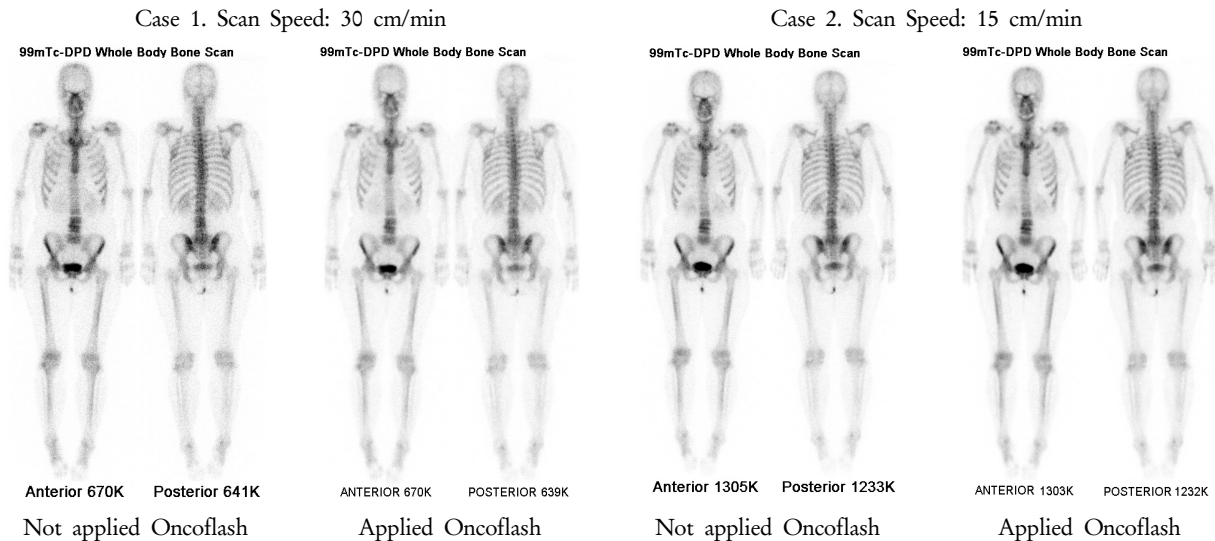 Case 1. Scan Speed: 30 cm/min
Case 2. Scan Speed: 15 cm/min
99mTc-DPD Whole Body Bone Scan
99mTc-DPD Whole Body Bone Scan
99mTc-DPD Whole Body Bone Scan
99mTc-DPD Whole Body Bone Scan
Anterior 670K
Posterior 641K
ANTERIOR 670K
POSTERIOR 639K
Anterior 1305K
Posterior 1233K
ANTERIOR 1303K
POSTERIOR 1232K
Not applied Oncoflash
Applied Oncoflash
Not applied Oncoflash
Applied Oncoflash